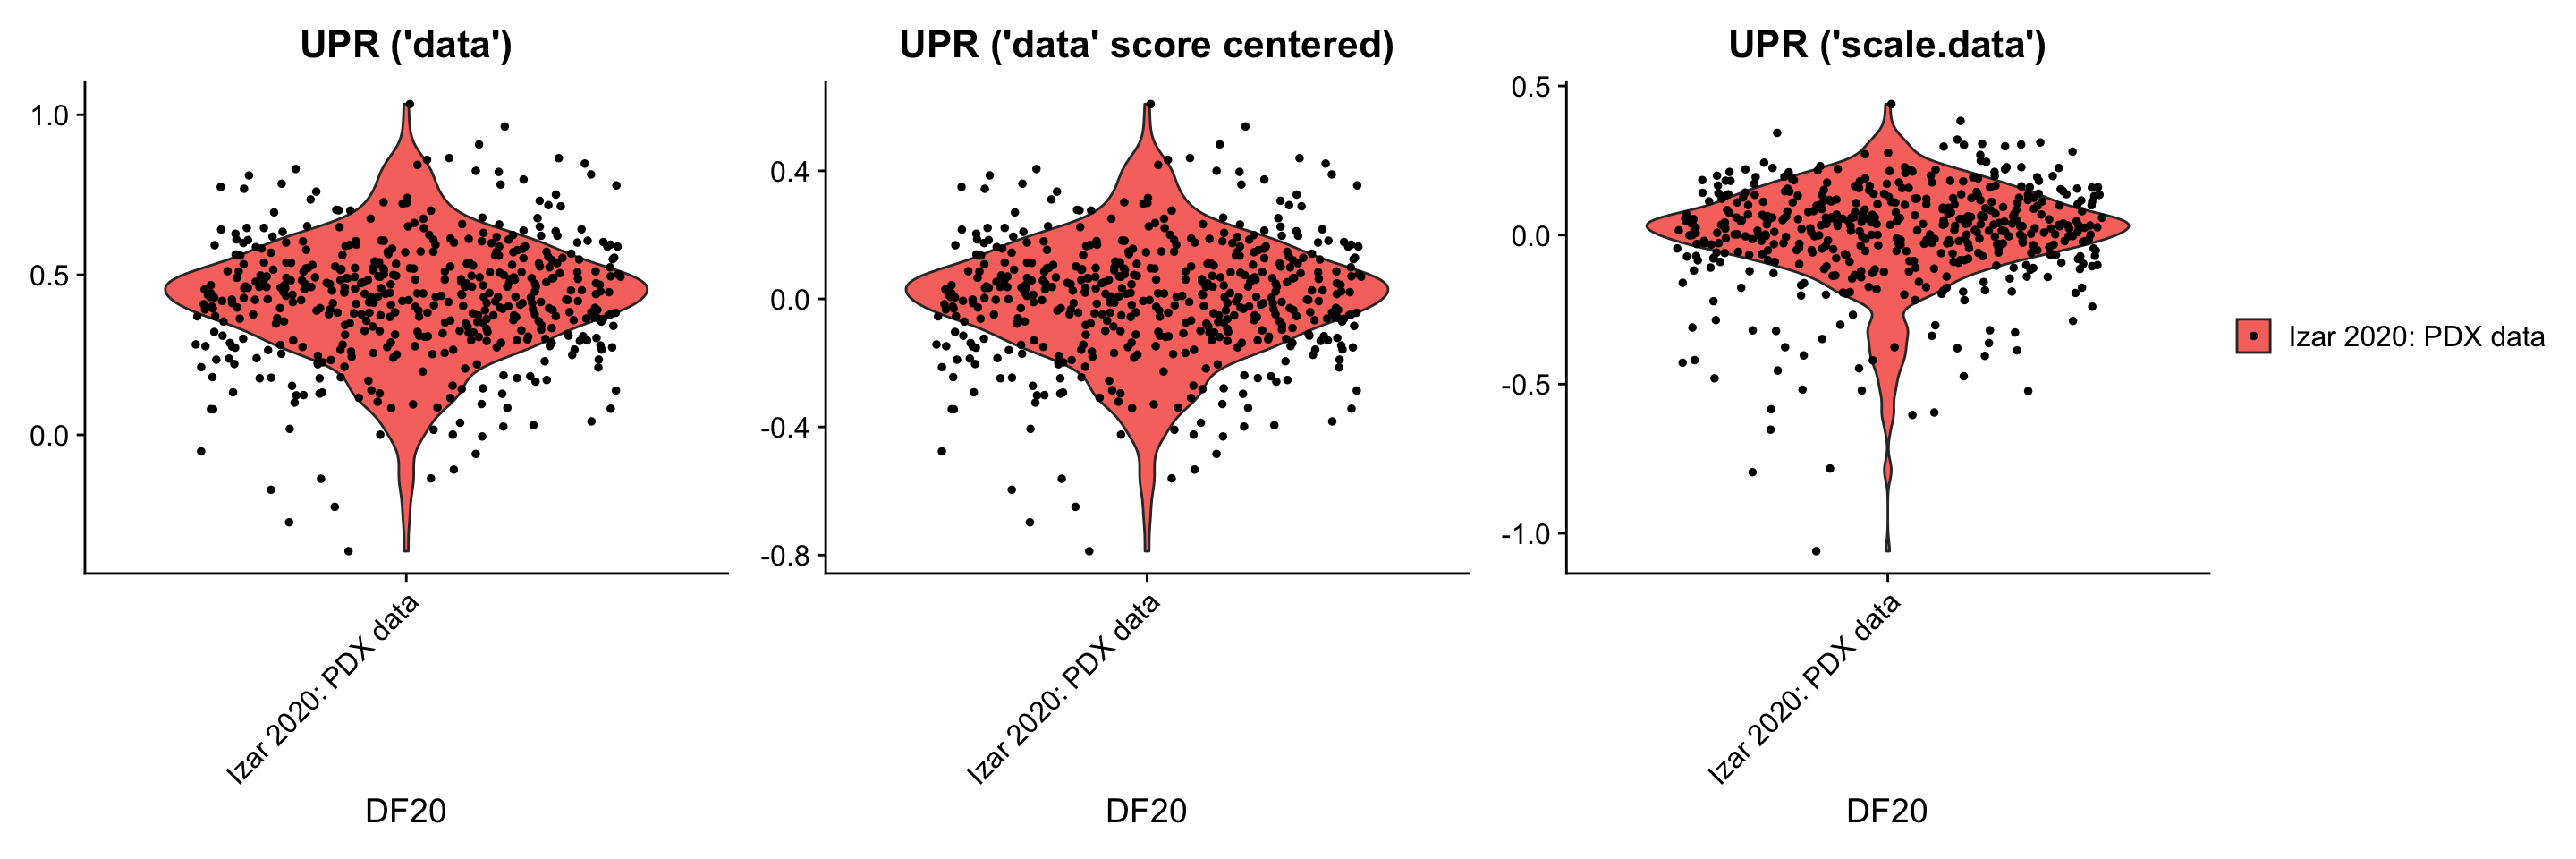 UPR ('data')
1.0
0.5
0.0
Izar 2020: PDX data
DF20
UPR ('data' score centered)
0.4
0.0
-0.4
-0.8
Izar 2020: PDX data
DF20
UPR ('scale.data')
0.5
0.0
-0.5
-1.0
Izar 2020: PDX data
DF20
Izar 2020: PDX data